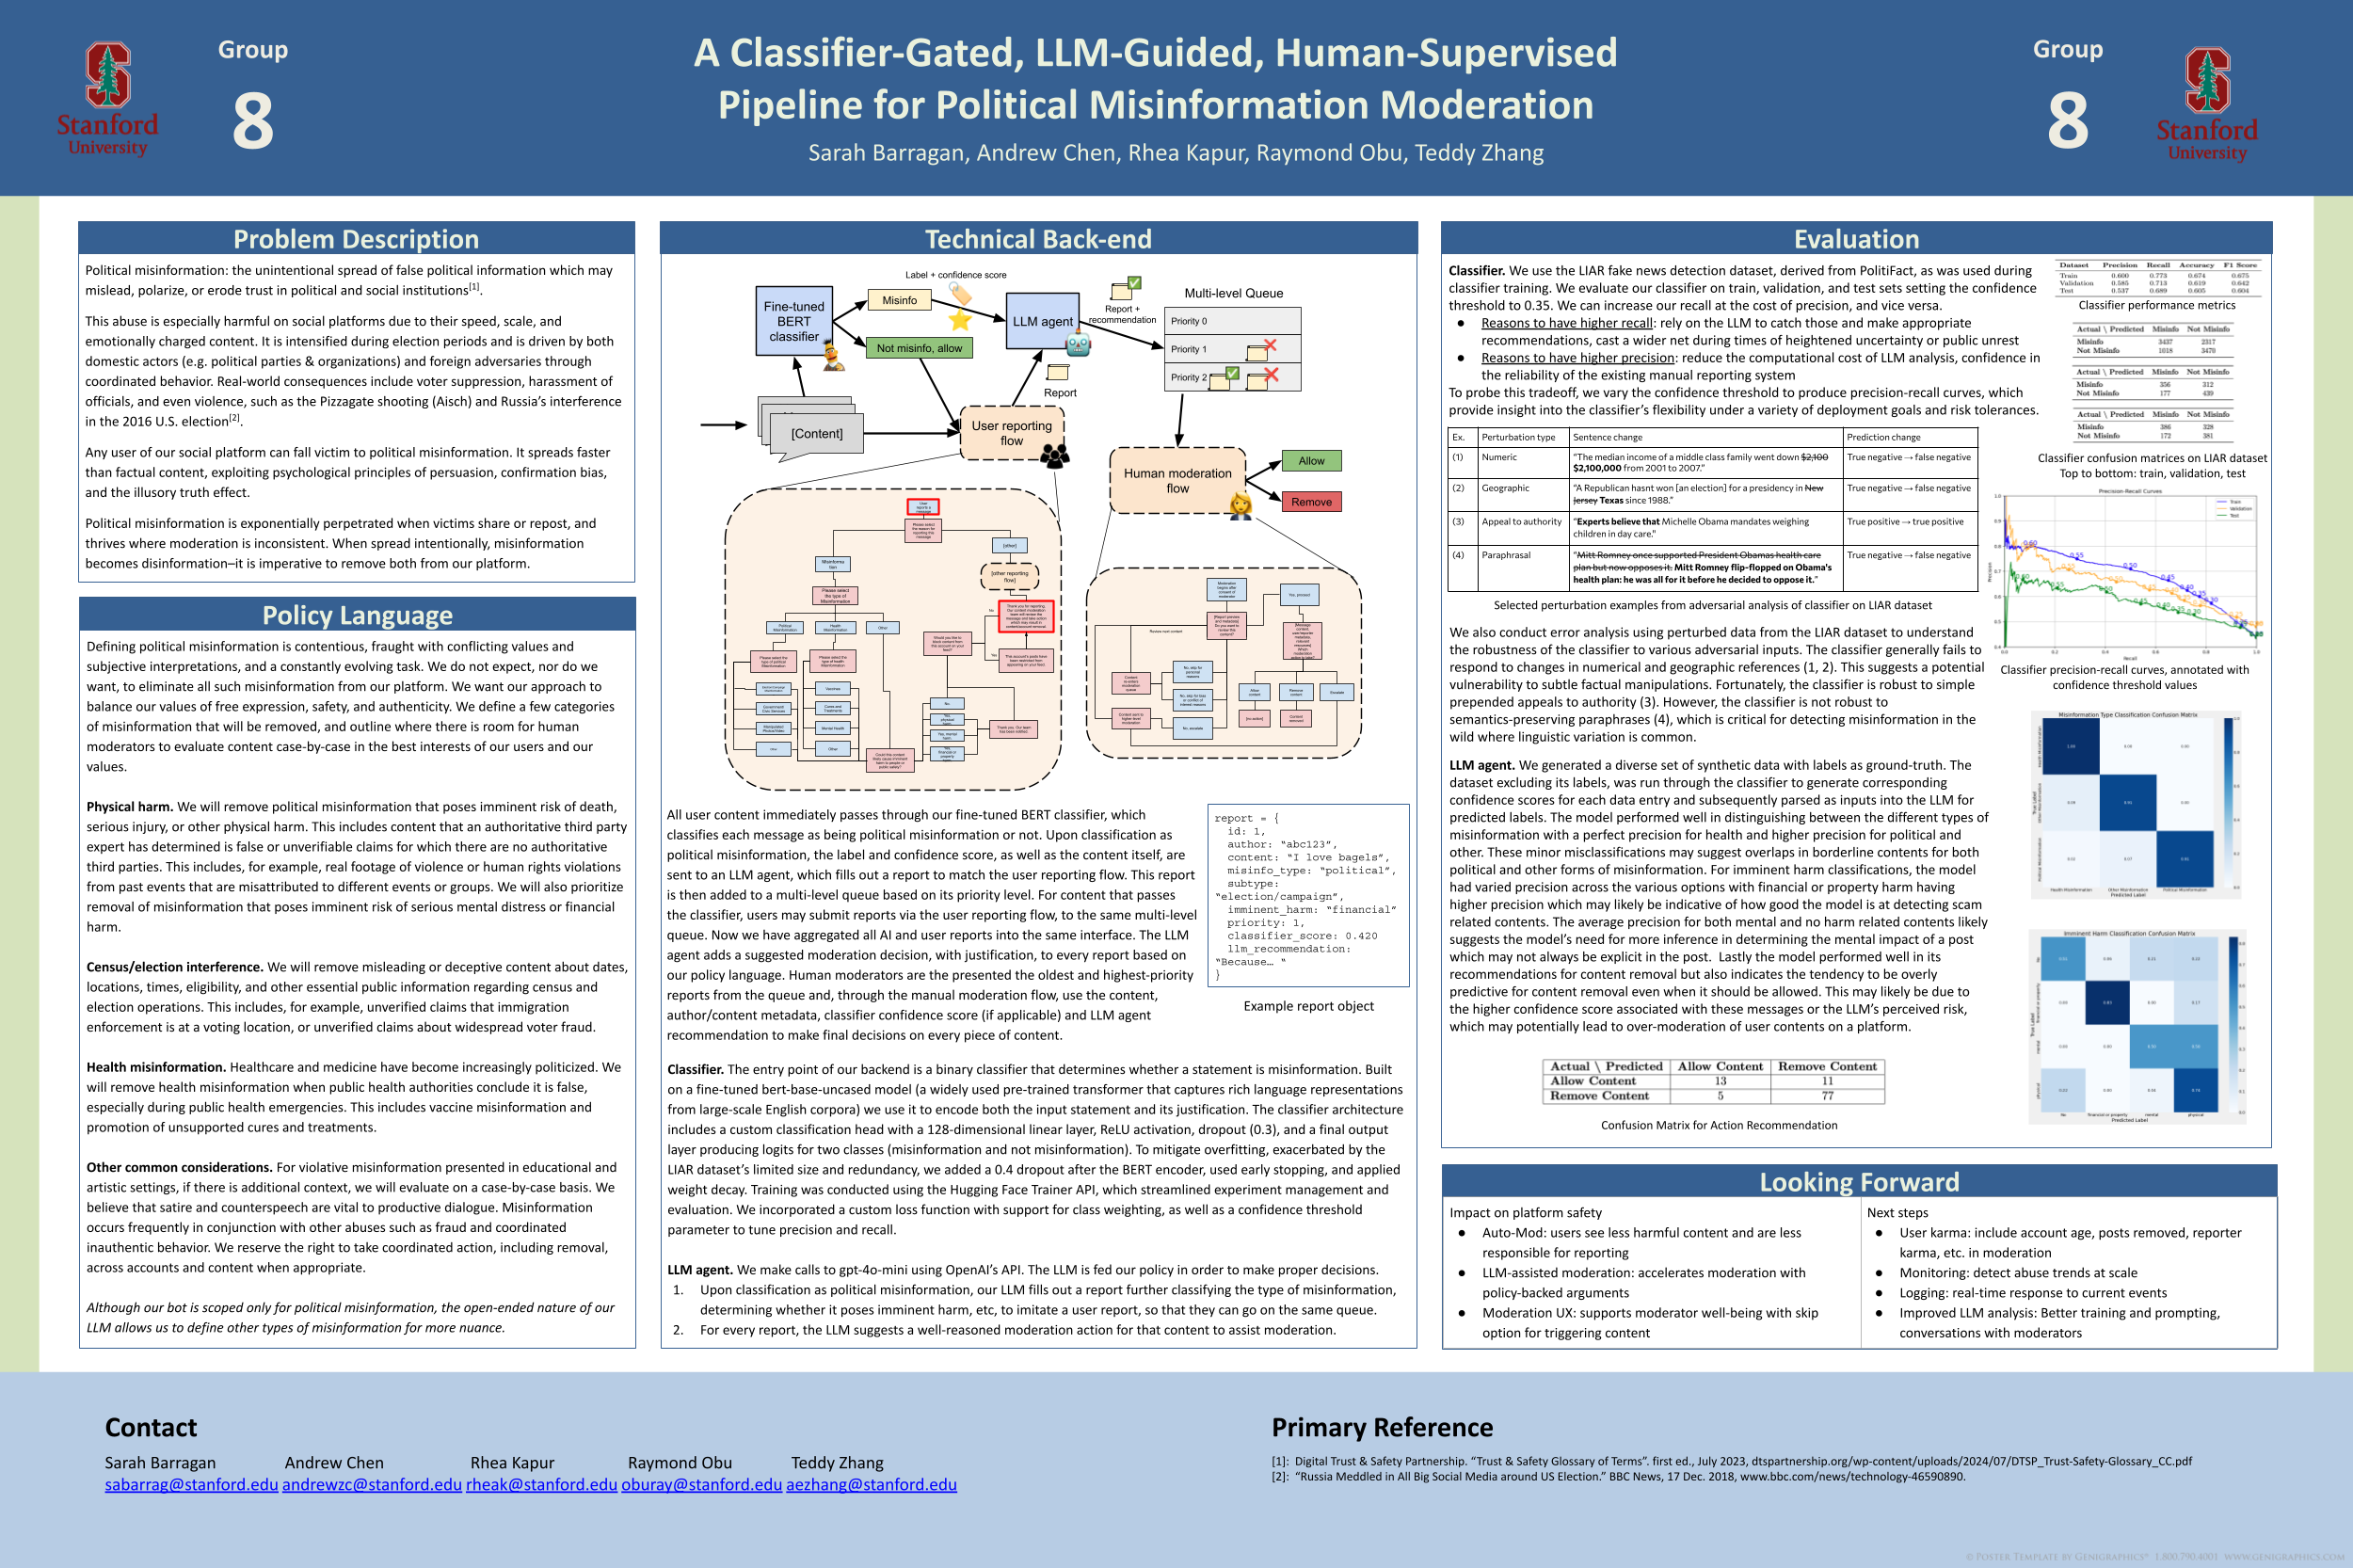 Stanford
University
Group
8
A Classifier-Gated, LLM-Guided, Human-Supervised
Pipeline for Political Misinformation Moderation
Sarah Barragan, Andrew Chen, Rhea Kapur, Raymond Obu, Teddy Zhang
Group
8
Stanford
University
Problem Description
Political misinformation: the unintentional spread of false political information which may
mislead, polarize, or erode trust in political and social institutions[1].
This abuse is especially harmful on social platforms due to their speed, scale, and
emotionally charged content. It is intensified during election periods and is driven by both
domestic actors (e.g. political parties & organizations) and foreign adversaries through
coordinated behavior. Real-world consequences include voter suppression, harassment of
officials, and even violence, such as the Pizzagate shooting (Aisch) and Russia's interference
in the 2016 U.S. election[2].
Any user of our social platform can fall victim to political misinformation. It spreads faster
than factual content, exploiting psychological principles of persuasion, confirmation bias,
and the illusory truth effect.
Political misinformation is exponentially perpetrated when victims share or repost, and
thrives where moderation is inconsistent. When spread intentionally, misinformation
becomes disinformation–it is imperative to remove both from our platform.
Policy Language
Defining political misinformation is contentious, fraught with conflicting values and
subjective interpretations, and a constantly evolving task. We do not expect, nor do we
want, to eliminate all such misinformation from our platform. We want our approach to
balance our values of free expression, safety, and authenticity. We define a few categories
of misinformation that will be removed, and outline where there is room for human
moderators to evaluate content case-by-case in the best interests of our users and our
values.
Physical harm. We will remove political misinformation that poses imminent risk of death,
serious injury, or other physical harm. This includes content that an authoritative third party
expert has determined is false or unverifiable claims for which there are no authoritative
third parties. This includes, for example, real footage of violence or human rights violations
from past events that are misattributed to different events or groups. We will also prioritize
removal of misinformation that poses imminent risk of serious mental distress or financial
harm.
Census/election interference. We will remove misleading or deceptive content about dates,
locations, times, eligibility, and other essential public information regarding census and
election operations. This includes, for example, unverified claims that immigration
enforcement is at a voting location, or unverified claims about widespread voter fraud.
Health misinformation. Healthcare and medicine have become increasingly politicized. We
will remove health misinformation when public health authorities conclude it is false,
especially during public health emergencies. This includes vaccine misinformation and
promotion of unsupported cures and treatments.
Other common considerations. For violative misinformation presented in educational and
artistic settings, if there is additional context, we will evaluate on a case-by-case basis. We
believe that satire and counterspeech are vital to productive dialogue. Misinformation
occurs frequently in conjunction with other abuses such as fraud and coordinated
inauthentic behavior. We reserve the right to take coordinated action, including removal,
across accounts and content when appropriate.
Although our bot is scoped only for political misinformation, the open-ended nature of our
LLM allows us to define other types of misinformation for more nuance.
Technical Back-end
Label + confidence score
Fine-tuned
BERT
classifier
Misinfo
Not misinfo, allow
LLM agent
Report +
recommendation
Report
Multi-level Queue
Priority 0
Priority 1
Priority 2
[Content]
User reporting
flow
Human moderation
flow
Allow
Remove
All user content immediately passes through our fine-tuned BERT classifier, which
classifies each message as being political misinformation or not. Upon classification as
political misinformation, the label and confidence score, as well as the content itself, are
sent to an LLM agent, which fills out a report to match the user reporting flow. This report
is then added to a multi-level queue based on its priority level. For content that passes
the classifier, users may submit reports via the user reporting flow, to the same multi-level
queue. Now we have aggregated all AI and user reports into the same interface. The LLM
agent adds a suggested moderation decision, with justification, to every report based on
our policy language. Human moderators are the presented the oldest and highest-priority
reports from the queue and, through the manual moderation flow, use the content,
author/content metadata, classifier confidence score (if applicable) and LLM agent
recommendation to make final decisions on every piece of content.
report = {
id: 1,
author: "abc123",
content: "I love bagels",
misinfo_type: "political",
subtype:
"election/campaign",
imminent_harm: "financial"
priority: 1,
classifier_score: 0.420
llm_recommendation:
"Because… "
}
Example report object
Classifier. The entry point of our backend is a binary classifier that determines whether a statement is misinformation. Built
on a fine-tuned bert-base-uncased model (a widely used pre-trained transformer that captures rich language representations
from large-scale English corpora) we use it to encode both the input statement and its justification. The classifier architecture
includes a custom classification head with a 128-dimensional linear layer, ReLU activation, dropout (0.3), and a final output
layer producing logits for two classes (misinformation and not misinformation). To mitigate overfitting, exacerbated by the
LIAR dataset's limited size and redundancy, we added a 0.4 dropout after the BERT encoder, used early stopping, and applied
weight decay. Training was conducted using the Hugging Face Trainer API, which streamlined experiment management and
evaluation. We incorporated a custom loss function with support for class weighting, as well as a confidence threshold
parameter to tune precision and recall.
LLM agent. We make calls to gpt-4o-mini using OpenAI's API. The LLM is fed our policy in order to make proper decisions.
1. Upon classification as political misinformation, our LLM fills out a report further classifying the type of misinformation,
determining whether it poses imminent harm, etc, to imitate a user report, so that they can go on the same queue.
2. For every report, the LLM suggests a well-reasoned moderation action for that content to assist moderation.
Evaluation
Classifier. We use the LIAR fake news detection dataset, derived from PolitiFact, as was used during
classifier training. We evaluate our classifier on train, validation, and test sets setting the confidence
threshold to 0.35. We can increase our recall at the cost of precision, and vice versa.
● Reasons to have higher recall: rely on the LLM to catch those and make appropriate
recommendations, cast a wider net during times of heightened uncertainty or public unrest
● Reasons to have higher precision: reduce the computational cost of LLM analysis, confidence in
the reliability of the existing manual reporting system
To probe this tradeoff, we vary the confidence threshold to produce precision-recall curves, which
provide insight into the classifier's flexibility under a variety of deployment goals and risk tolerances.
Dataset Precision Recall Accuracy F1 Score
Train 0.600 0.773 0.674 0.675
Validation 0.585 0.713 0.619 0.642
Test 0.537 0.689 0.605 0.604
Classifier performance metrics
Actual \ Predicted Misinfo Not Misinfo
Misinfo 3437 2317
Not Misinfo 1018 3470
Actual \ Predicted Misinfo Not Misinfo
Misinfo 356 312
Not Misinfo 177 439
Actual \ Predicted Misinfo Not Misinfo
Misinfo 386 328
Not Misinfo 172 381
Classifier confusion matrices on LIAR dataset
Top to bottom: train, validation, test
Ex. Perturbation type Sentence change Prediction change
(1) Numeric "The median income of a middle class family went down $2,100 True negative → false negative
$2,100,000 from 2001 to 2007."
(2) Geographic "A Republican hasnt won [an election] for a presidency in New True negative → false negative
Jersey Texas since 1988."
(3) Appeal to authority "Experts believe that Michelle Obama mandates weighing True positive → true positive
children in day care."
(4) Paraphrasal "Mitt Romney once supported President Obamas health care True negative → false negative
plan but now opposes it. Mitt Romney flip-flopped on Obama's
health plan: he was all for it before he decided to oppose it."
Selected perturbation examples from adversarial analysis of classifier on LIAR dataset
Precision-Recall Curves
Train
Validation
Test
Precision
Recall
Classifier precision-recall curves, annotated with
confidence threshold values
We also conduct error analysis using perturbed data from the LIAR dataset to understand
the robustness of the classifier to various adversarial inputs. The classifier generally fails to
respond to changes in numerical and geographic references (1, 2). This suggests a potential
vulnerability to subtle factual manipulations. Fortunately, the classifier is robust to simple
prepended appeals to authority (3). However, the classifier is not robust to
semantics-preserving paraphrases (4), which is critical for detecting misinformation in the
wild where linguistic variation is common.
LLM agent. We generated a diverse set of synthetic data with labels as ground-truth. The
dataset excluding its labels, was run through the classifier to generate corresponding
confidence scores for each data entry and subsequently parsed as inputs into the LLM for
predicted labels. The model performed well in distinguishing between the different types of
misinformation with a perfect precision for health and higher precision for political and
other. These minor misclassifications may suggest overlaps in borderline contents for both
political and other forms of misinformation. For imminent harm classifications, the model
had varied precision across the various options with financial or property harm having
higher precision which may likely be indicative of how good the model is at detecting scam
related contents. The average precision for both mental and no harm related contents likely
suggests the model's need for more inference in determining the mental impact of a post
which may not always be explicit in the post. Lastly the model performed well in its
recommendations for content removal but also indicates the tendency to be overly
predictive for content removal even when it should be allowed. This may likely be due to
the higher confidence score associated with these messages or the LLM's perceived risk,
which may potentially lead to over-moderation of user contents on a platform.
Misinformation Type Classification Confusion Matrix
Predicted Label
Imminent Harm Classification Confusion Matrix
Predicted Label
Actual \ Predicted Allow Content Remove Content
Allow Content 13 11
Remove Content 5 77
Confusion Matrix for Action Recommendation
Looking Forward
Impact on platform safety
● Auto-Mod: users see less harmful content and are less
responsible for reporting
● LLM-assisted moderation: accelerates moderation with
policy-backed arguments
● Moderation UX: supports moderator well-being with skip
option for triggering content
Next steps
● User karma: include account age, posts removed, reporter
karma, etc. in moderation
● Monitoring: detect abuse trends at scale
● Logging: real-time response to current events
● Improved LLM analysis: Better training and prompting,
conversations with moderators
Contact
Sarah Barragan Andrew Chen Rhea Kapur Raymond Obu Teddy Zhang
sabarrag@stanford.edu andrewzc@stanford.edu rheak@stanford.edu oburay@stanford.edu aezhang@stanford.edu
Primary Reference
[1]: Digital Trust & Safety Partnership. "Trust & Safety Glossary of Terms". first ed., July 2023, dtspartnership.org/wp-content/uploads/2024/07/DTSP_Trust-Safety-Glossary_CC.pdf
[2]: "Russia Meddled in All Big Social Media around US Election." BBC News, 17 Dec. 2018, www.bbc.com/news/technology-46590890.
© Poster Template by Genigraphics® 1.800.790.4001 www.genigraphics.com